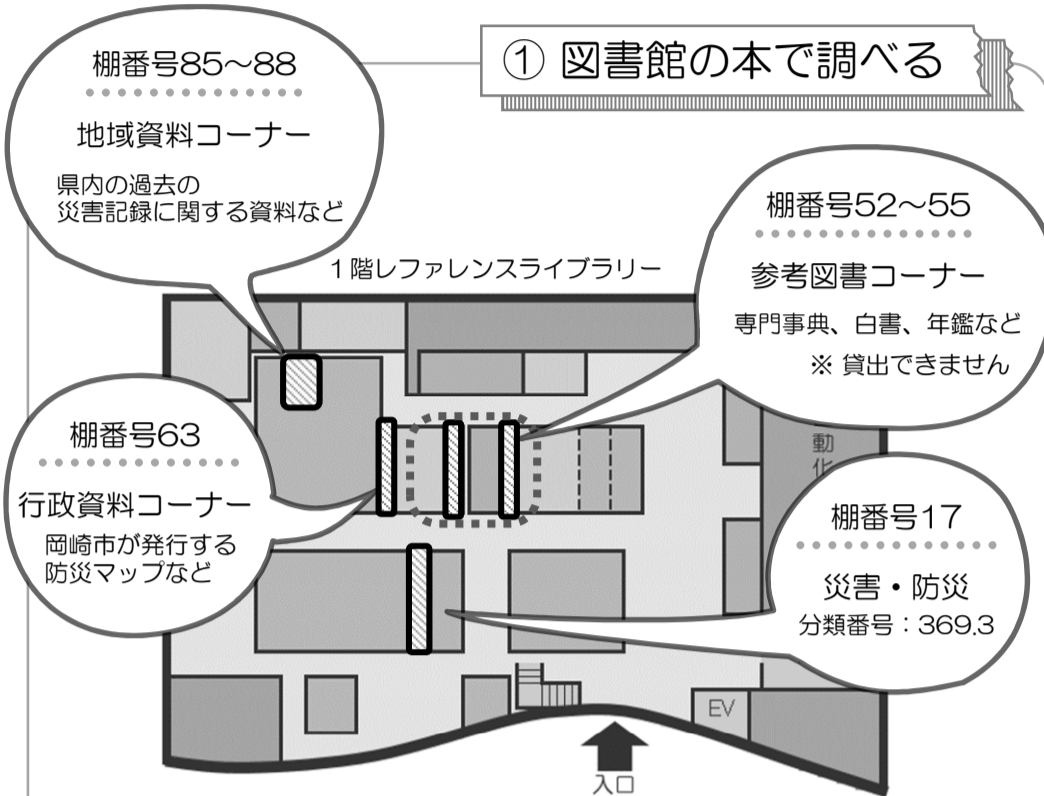 ① 図書館の本で調べる
棚番号85～88
地域資料コーナー
県内の過去の
災害記録に関する資料など
棚番号52～55
参考図書コーナー
専門事典、白書、年鑑など
※ 貸出できません
1階レファレンスライブラリー
棚番号63
行政資料コーナー
岡崎市が発行する
防災マップなど
動
化
棚番号17
災害・防災
分類番号：369.3
EV
入口